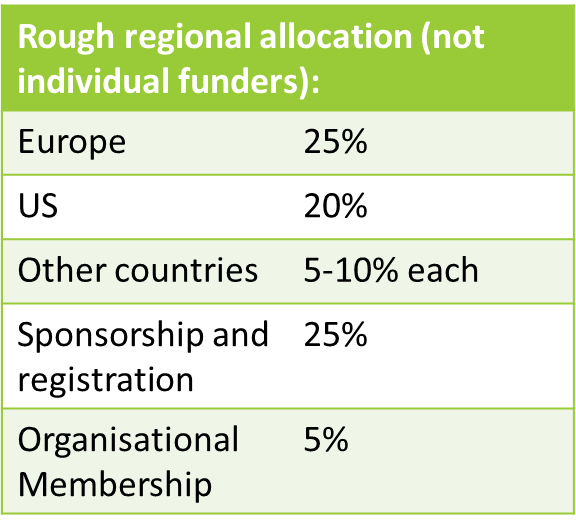 Rough regional allocation (not
individual funders):
Europe 25%
US 20%
Other countries 5-10% each
Sponsorship and 25%
registration
Organisational 5%
Membership